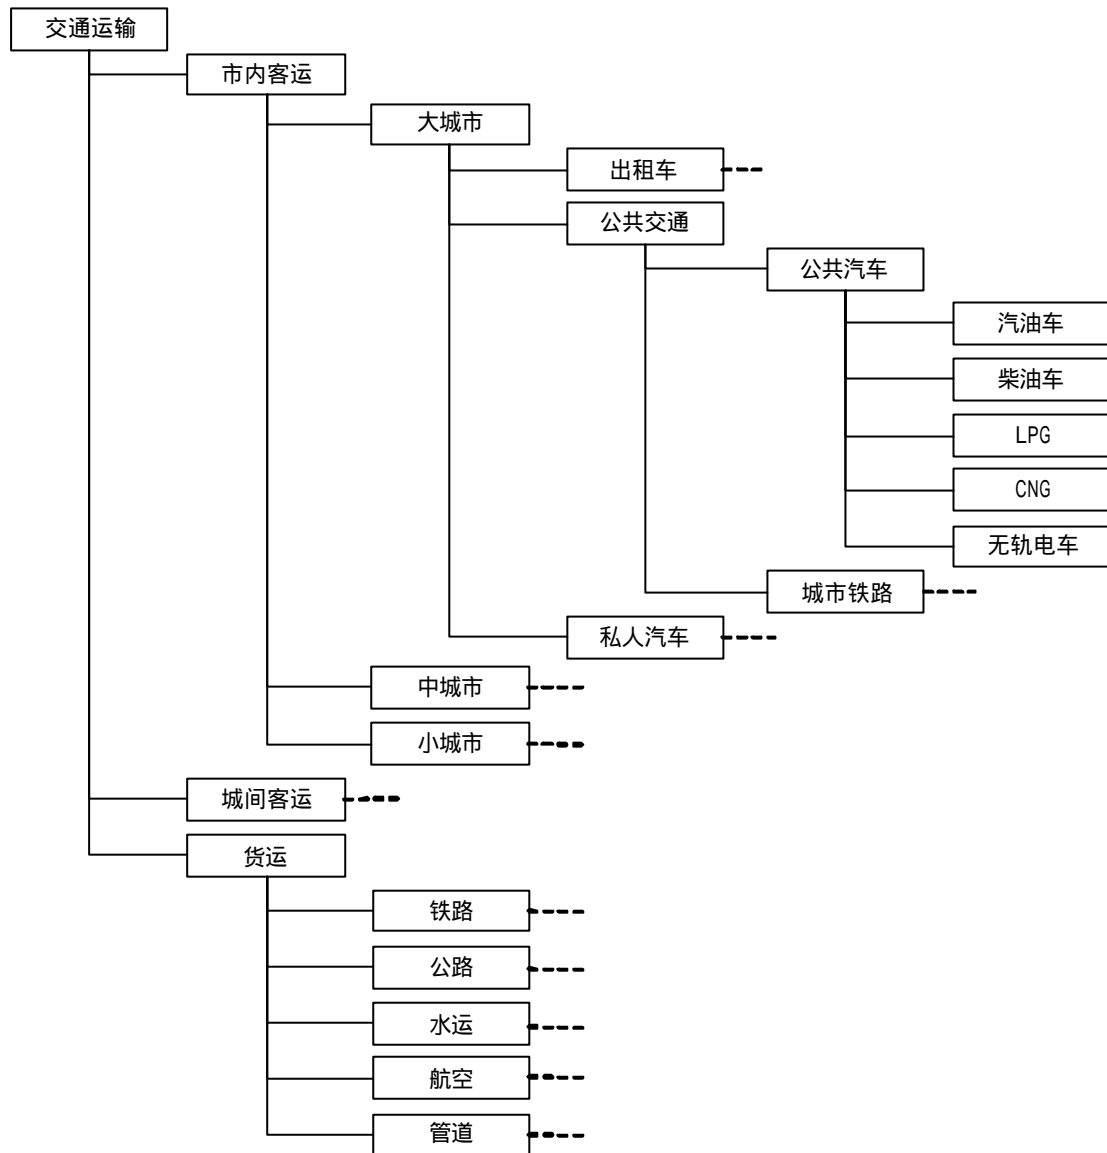 交通运输
市内客运
大城市
出租车
公共交通
公共汽车
汽油车
柴油车
LPG
CNG
无轨电车
城市铁路
私人汽车
中城市
小城市
城间客运
货运
铁路
公路
水运
航空
管道